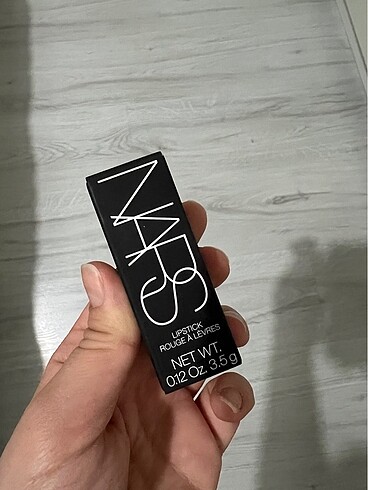 NARS
LIPSTICK
ROUGE À LÈVRES
NET WT.
0.12 Oz. 3.5 g